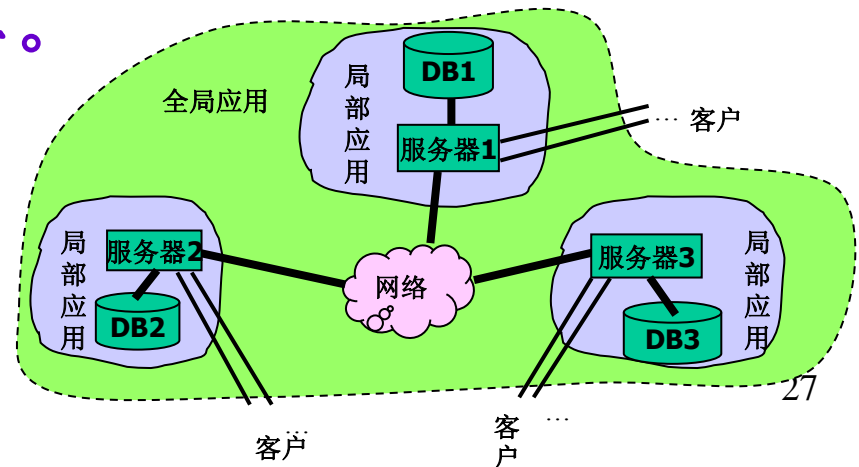 。
DB1
局部应用
全局应用
服务器1
… 客户
局部应用
服务器2
DB2
网络
服务器3
局部应用
DB3
27
…
客户
客户
…